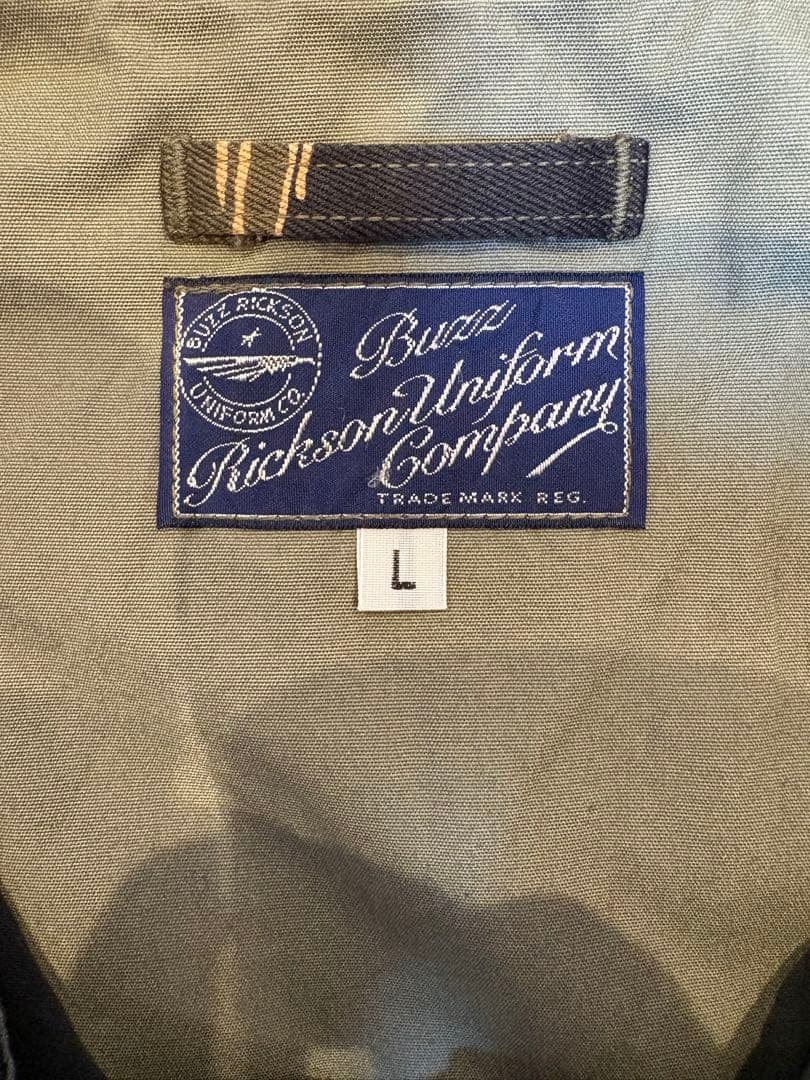 BUZZ RICKSON
UNIFORM CO.
Buzz
Rickson Uniform
Company
TRADE MARK REG.
L